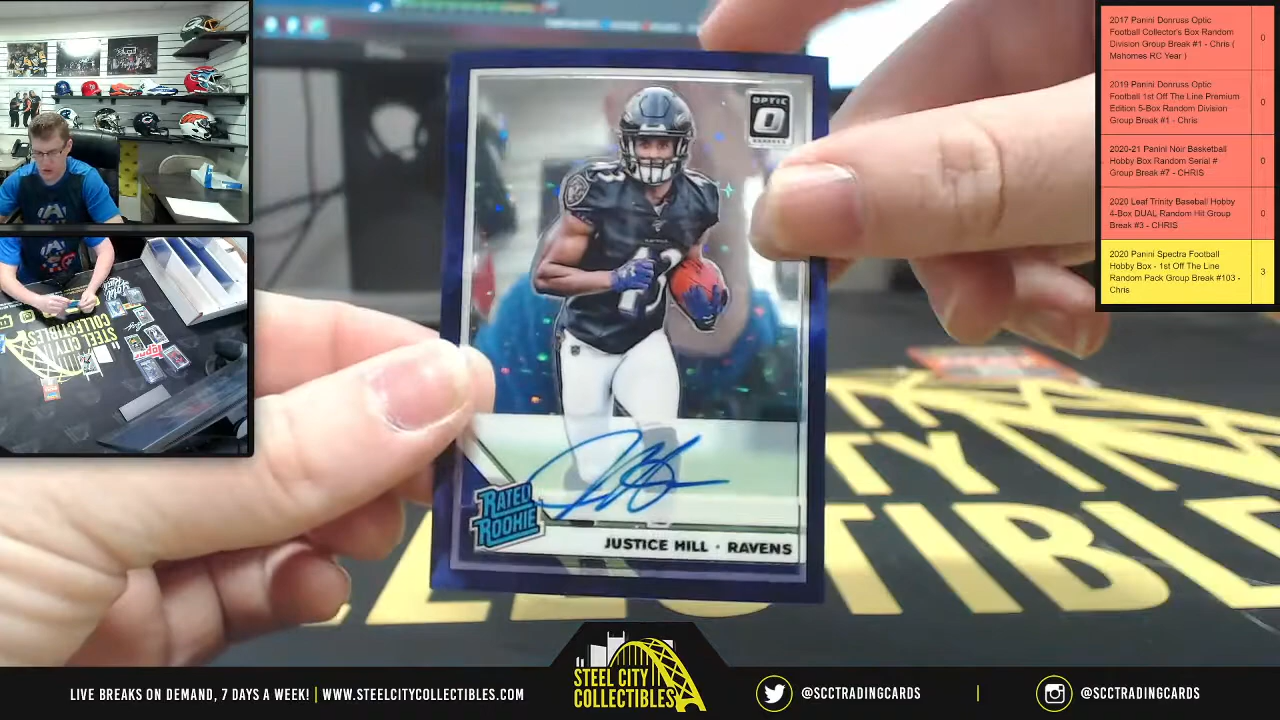 2017 Panini Donruss Optic
Football Collector's Box Random
Division Group Break #1 - Chris (
Mahomes RC Year )
0
2019 Panini Donruss Optic
Football 1st Off The Line Premium
Edition 5-Box Random Division
Group Break #1 - Chris
0
2020-21 Panini Noir Basketball
Hobby Box Random Serial #
Group Break #7 - CHRIS
0
2020 Leaf Trinity Baseball Hobby
4-Box DUAL Random Hit Group
Break #3 - CHRIS
0
2020 Panini Spectra Football
Hobby Box - 1st Off The Line
Random Pack Group Break #103 -
Chris
3
OPTIC
O
DONRUSS
13
RATED
ROOKIE
JUSTICE HILL · RAVENS
STEEL CITY
COLLECTIBLES
LIVE BREAKS ON DEMAND, 7 DAYS A WEEK! | WWW.STEELCITYCOLLECTIBLES.COM
STEEL CITY
COLLECTIBLES
@SCCTRADINGCARDS
|
@SCCTRADINGCARDS